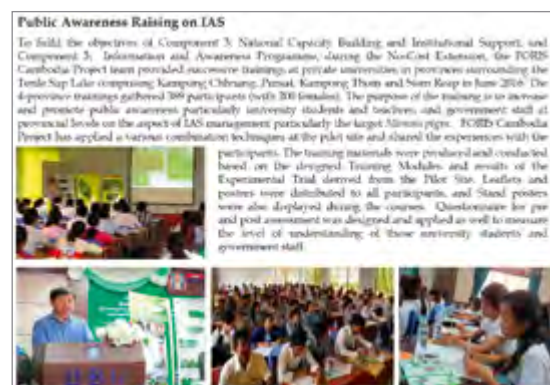 Public Awareness Raising on IAS
To fulfil the objectives of Component 3: National Capacity Building and Institutional Support, and
Component 5: Information and Awareness Programme, during the No-Cost Extension, the FORIS
Cambodia Project team provided successive trainings at private universities in provinces surrounding the
Tonle Sap Lake comprising Kampong Chhnang, Pursat, Kampong Thom and Siem Reap in June 2016. The
4-province trainings gathered participants (with females). The purpose of the training is to increase
and promote public awareness particularly university students and teachers, and government staff at
provincial levels on the aspect of IAS management particularly the target Mimosa pigra. FORIS Cambodia
Project has applied a various combination techniques at the pilot site and shared the experiences with the
participants. The training materials were produced and conducted
based on the designed Training Modules and results of the
Experimental Trial derived from the Pilot Site. Leaflets and
posters were distributed to all participants, and Stand posters
were also displayed during the courses. Questionnaire for pre
and post assessment was designed and applied as well to measure
the level of understanding of those university students and
government staff.